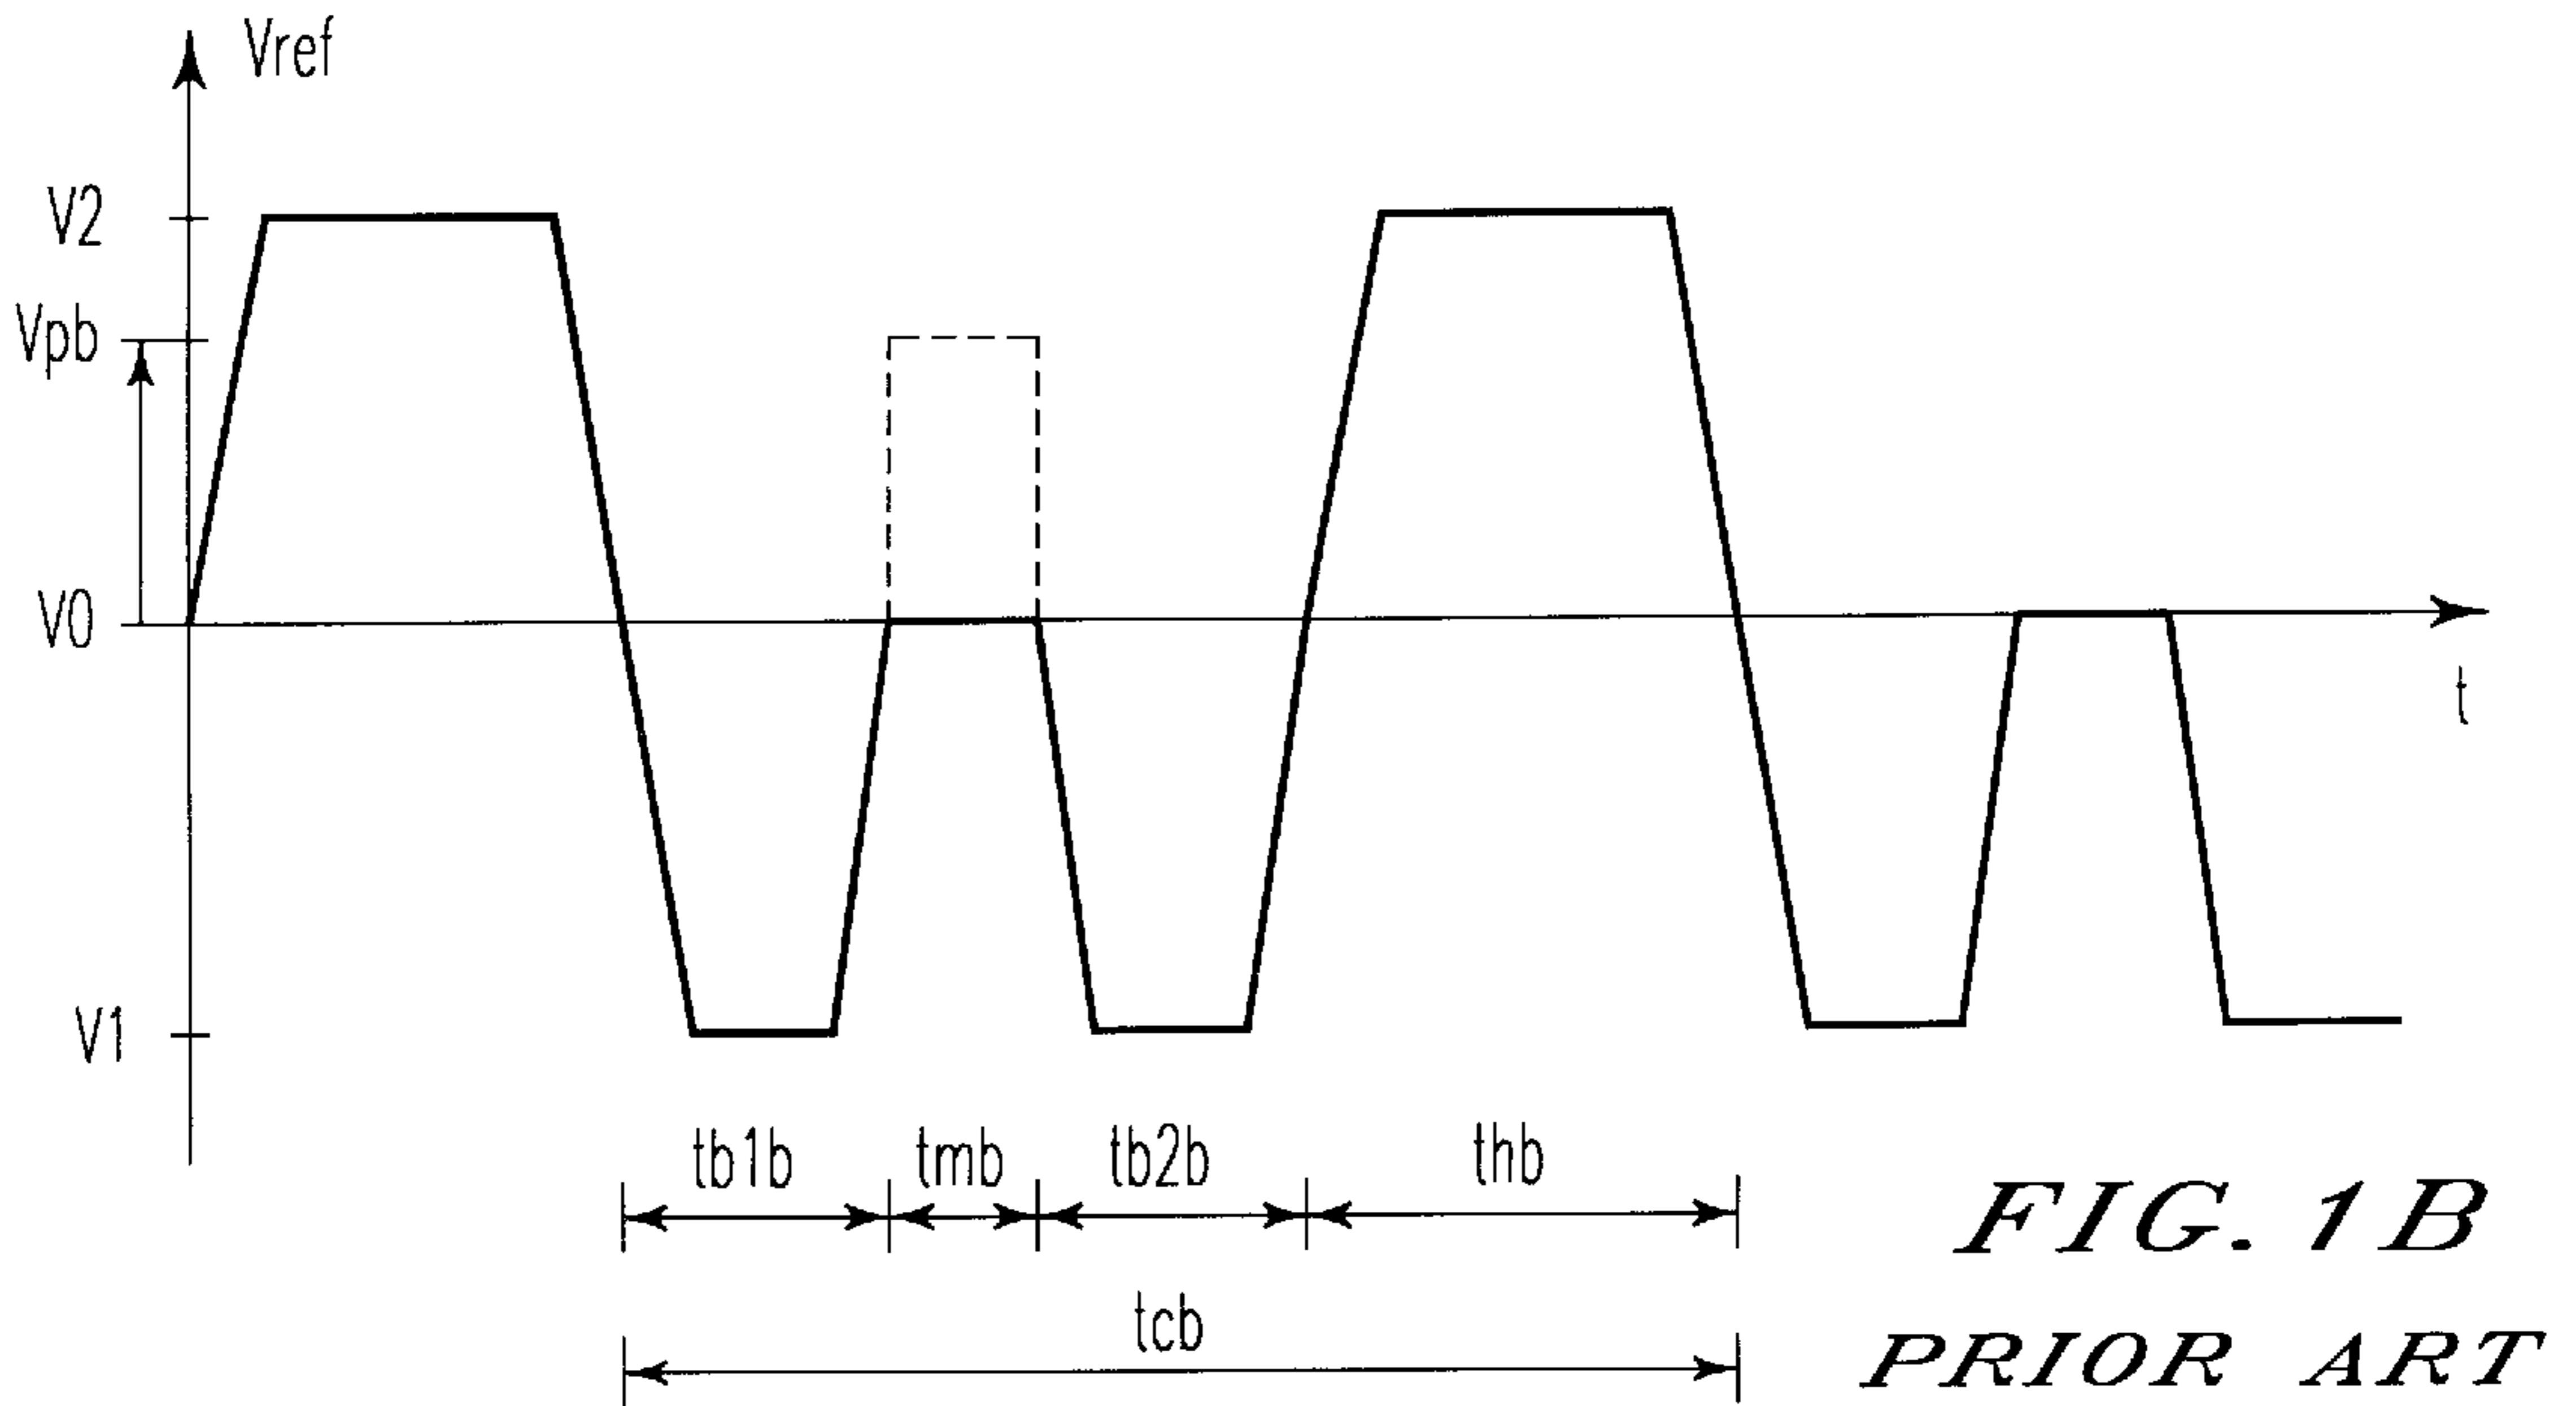 Vref
V2
Vpb
V0
t
V1
tb1b tmb tb2b thb
tcb
FIG. 1B
PRIOR ART